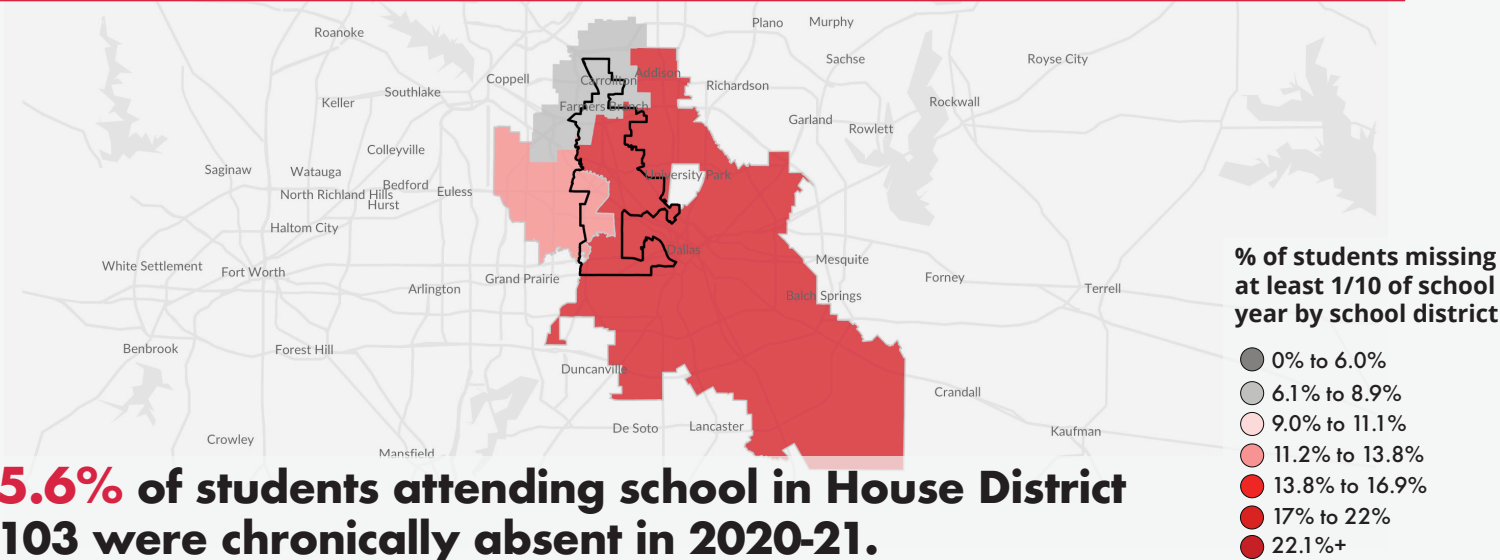 Plano
Murphy
Roanoke
Sachse
Royse City
Coppell
Carrollton
Addison
Richardson
Southlake
Keller
Farmers Branch
Rockwall
Garland
Rowlett
Colleyville
Saginaw
Watauga
University Park
Bedford
Euless
North Richland Hills
Hurst
Haltom City
Dallas
White Settlement
Fort Worth
Mesquite
Grand Prairie
Forney
Arlington
Terrell
Balch Springs
Benbrook
Forest Hill
Duncanville
Crandall
De Soto
Lancaster
Kaufman
Crowley
Mansfield
% of students missing
at least 1/10 of school
year by school district
0% to 6.0%
6.1% to 8.9%
9.0% to 11.1%
11.2% to 13.8%
13.8% to 16.9%
17% to 22%
22.1%+
5.6% of students attending school in House District
103 were chronically absent in 2020-21.